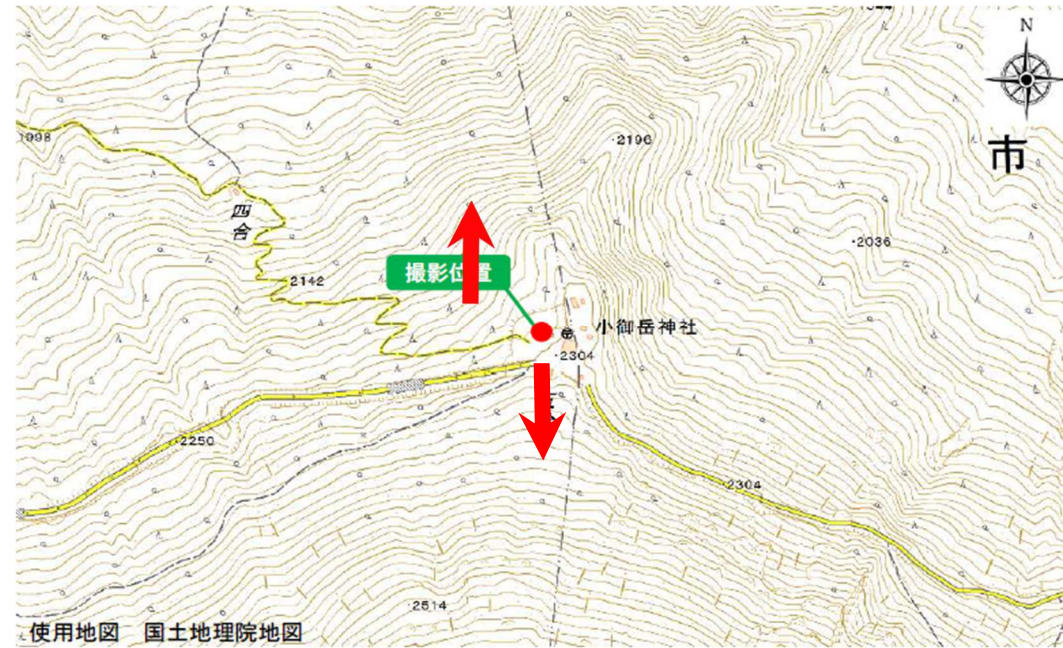 N
市
1998
・2196
四合
・2036
・2142
撮影位置
小御岳神社
・2304
・2250
・2304
・2514
使用地図 国土地理院地図